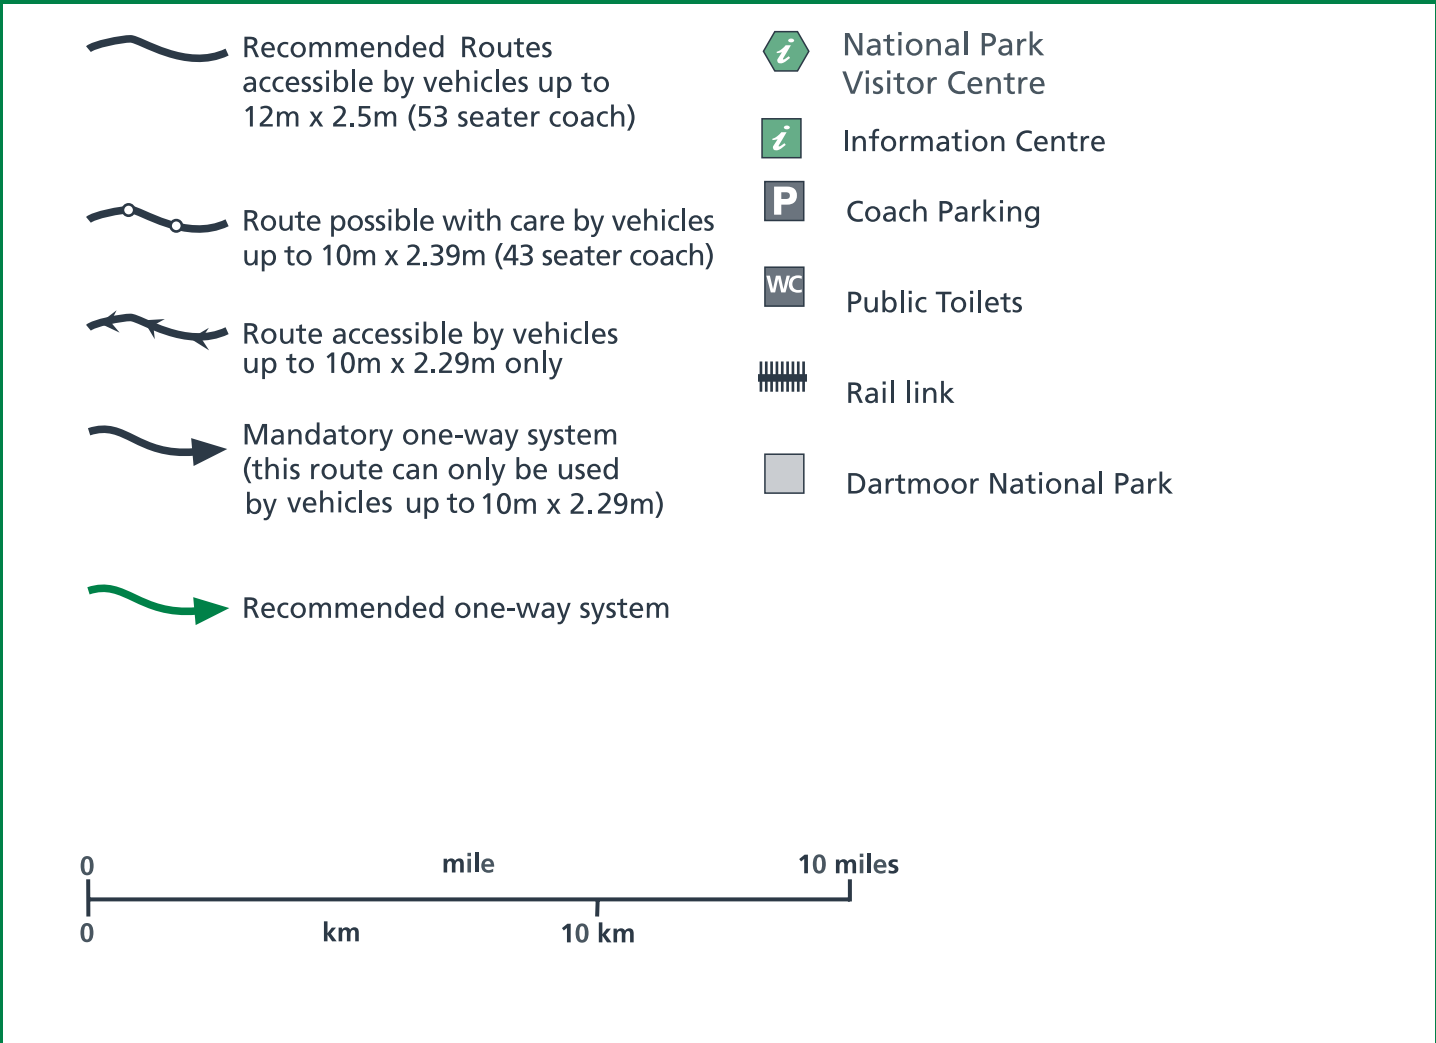 Recommended Routes
accessible by vehicles up to
12m x 2.5m (53 seater coach)
Route possible with care by vehicles
up to 10m x 2.39m (43 seater coach)
Route accessible by vehicles
up to 10m x 2.29m only
Mandatory one-way system
(this route can only be used
by vehicles up to 10m x 2.29m)
Recommended one-way system
i
National Park
Visitor Centre
i
Information Centre
P
Coach Parking
WC
Public Toilets
Rail link
Dartmoor National Park
0 mile 10 miles
0 km 10 km